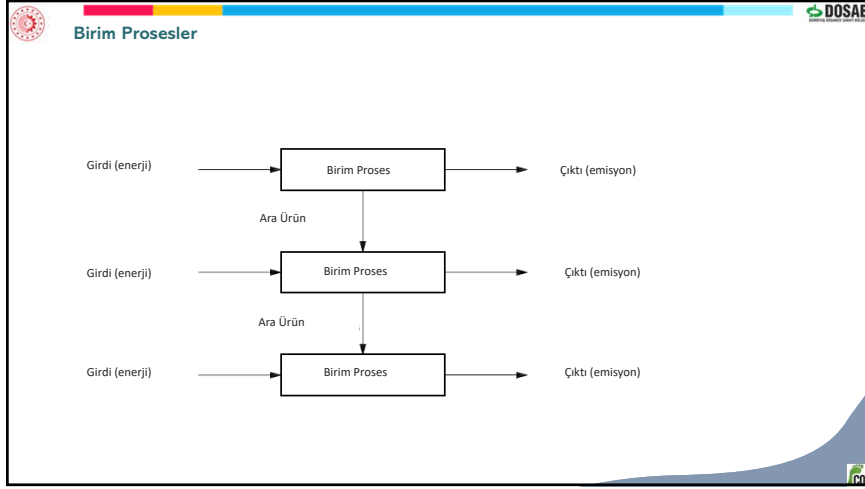 DOSAB
Birim Prosesler
Girdi (enerji)
Birim Proses
Çıktı (emisyon)
Ara Ürün
Girdi (enerji)
Birim Proses
Çıktı (emisyon)
Ara Ürün
Girdi (enerji)
Birim Proses
Çıktı (emisyon)